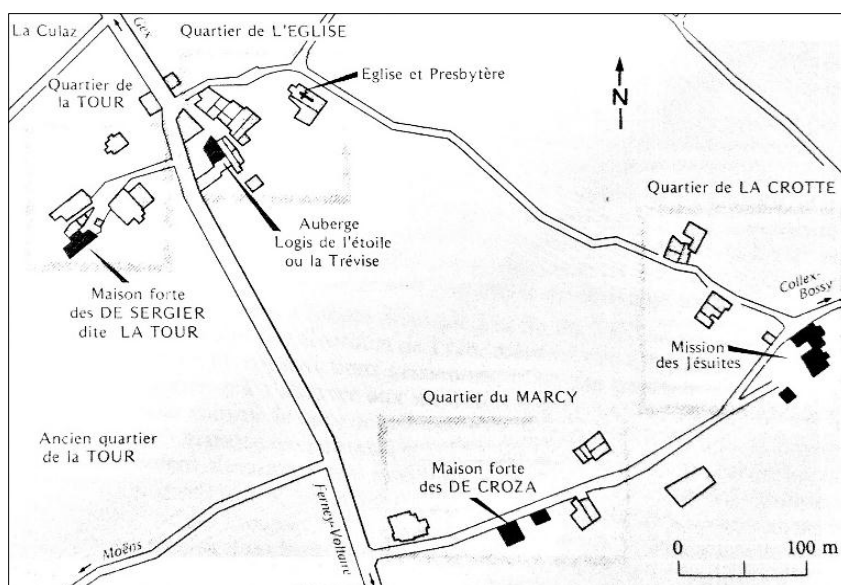 La Culaz
Gex
Quartier de L'EGLISE
Quartier de
la TOUR
Eglise et Presbytère
N
Quartier de LA CROTTE
Auberge
Logis de l'étoile
ou la Trévise
Collex-
Bossy
Maison forte
des DE SERGIER
dite LA TOUR
Mission
des Jésuites
Quartier du MARCY
Ancien quartier
de la TOUR
Maison forte
des DE CROZA
Moëns
Ferney-Voltaire
0 100 m